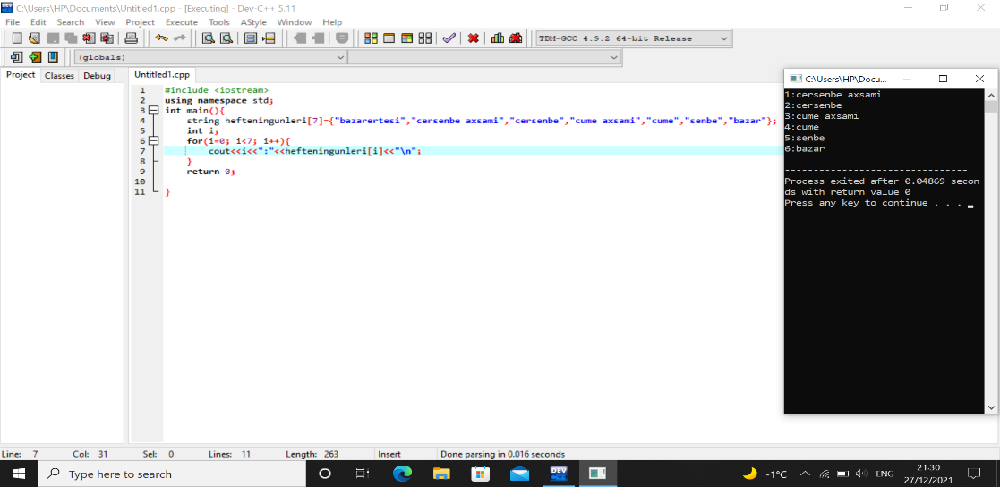 C:\Users\HP\Documents\Untitled1.cpp - [Executing] - Dev-C++ 5.11
File Edit Search View Project Execute Tools AStyle Window Help
TDM-GCC 4.9.2 64-bit Release
(globals)
Project Classes Debug
Untitled1.cpp
1 #include <iostream>
2 using namespace std;
3 int main(){
4 string hefteningunleri[7]={"bazarertesi","cersenbe axsami","cersenbe","cume axsami","cume","senbe","bazar"};
5 int i;
6 for(i=0; i<7; i++){
7 cout<<i<<":"<<hefteningunleri[i]<<"\n";
8 }
9 return 0;
10
11 }
C:\Users\HP\Docu...
1:cersenbe axsami
2:cersenbe
3:cume axsami
4:cume
5:senbe
6:bazar
--------------------------------
Process exited after 0.04869 secon
ds with return value 0
Press any key to continue . . .
Line: 7 Col: 31 Sel: 0 Lines: 11 Length: 263 Insert Done parsing in 0.016 seconds
Type here to search
DEV
-1°C
ENG
21:30
27/12/2021